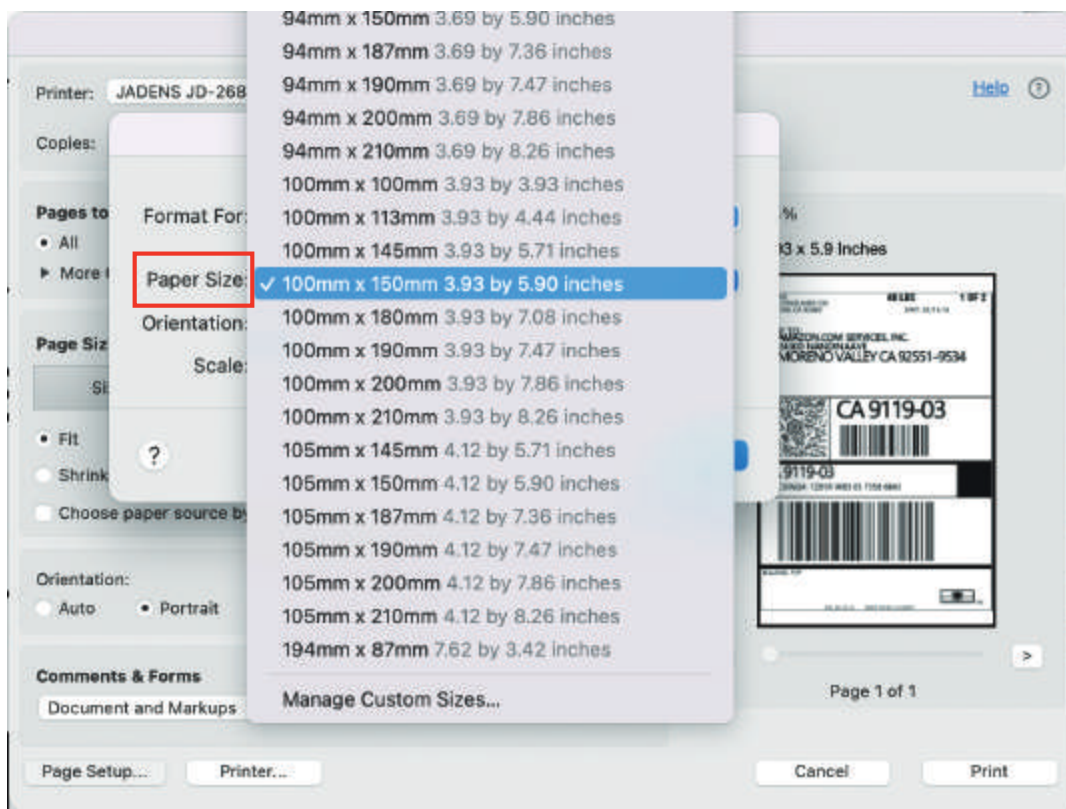 94mm x 150mm 3.69 by 5.90 inches
94mm x 187mm 3.69 by 7.36 inches
94mm x 190mm 3.69 by 7.47 inches
94mm x 200mm 3.69 by 7.86 inches
94mm x 210mm 3.69 by 8.26 inches
100mm x 100mm 3.93 by 3.93 inches
100mm x 113mm 3.93 by 4.44 inches
100mm x 145mm 3.93 by 5.71 inches
✓ 100mm x 150mm 3.93 by 5.90 inches
100mm x 180mm 3.93 by 7.08 inches
100mm x 190mm 3.93 by 7.47 inches
100mm x 200mm 3.93 by 7.86 inches
100mm x 210mm 3.93 by 8.26 inches
105mm x 145mm 4.12 by 5.71 inches
105mm x 150mm 4.12 by 5.90 inches
105mm x 187mm 4.12 by 7.36 inches
105mm x 190mm 4.12 by 7.47 inches
105mm x 200mm 4.12 by 7.86 inches
105mm x 210mm 4.12 by 8.26 inches
194mm x 87mm 7.62 by 3.42 inches
Manage Custom Sizes...
Printer: JADENS JD-268
Help ?
Copies:
Pages to
All
More
Format For:
Paper Size:
Orientation:
Scale:
?
Page Siz
Si
Fit
Shrink
Choose paper source by
Orientation:
Auto Portrait
Comments & Forms
Document and Markups
Page Setup... Printer...
%
x 5.9 Inches
LBS 1 OF 2
AMAZON.COM SERVICES, INC.
MORENO VALLEY CA 92551-9534
CA 9119-03
9119-03
>
Page 1 of 1
Cancel Print